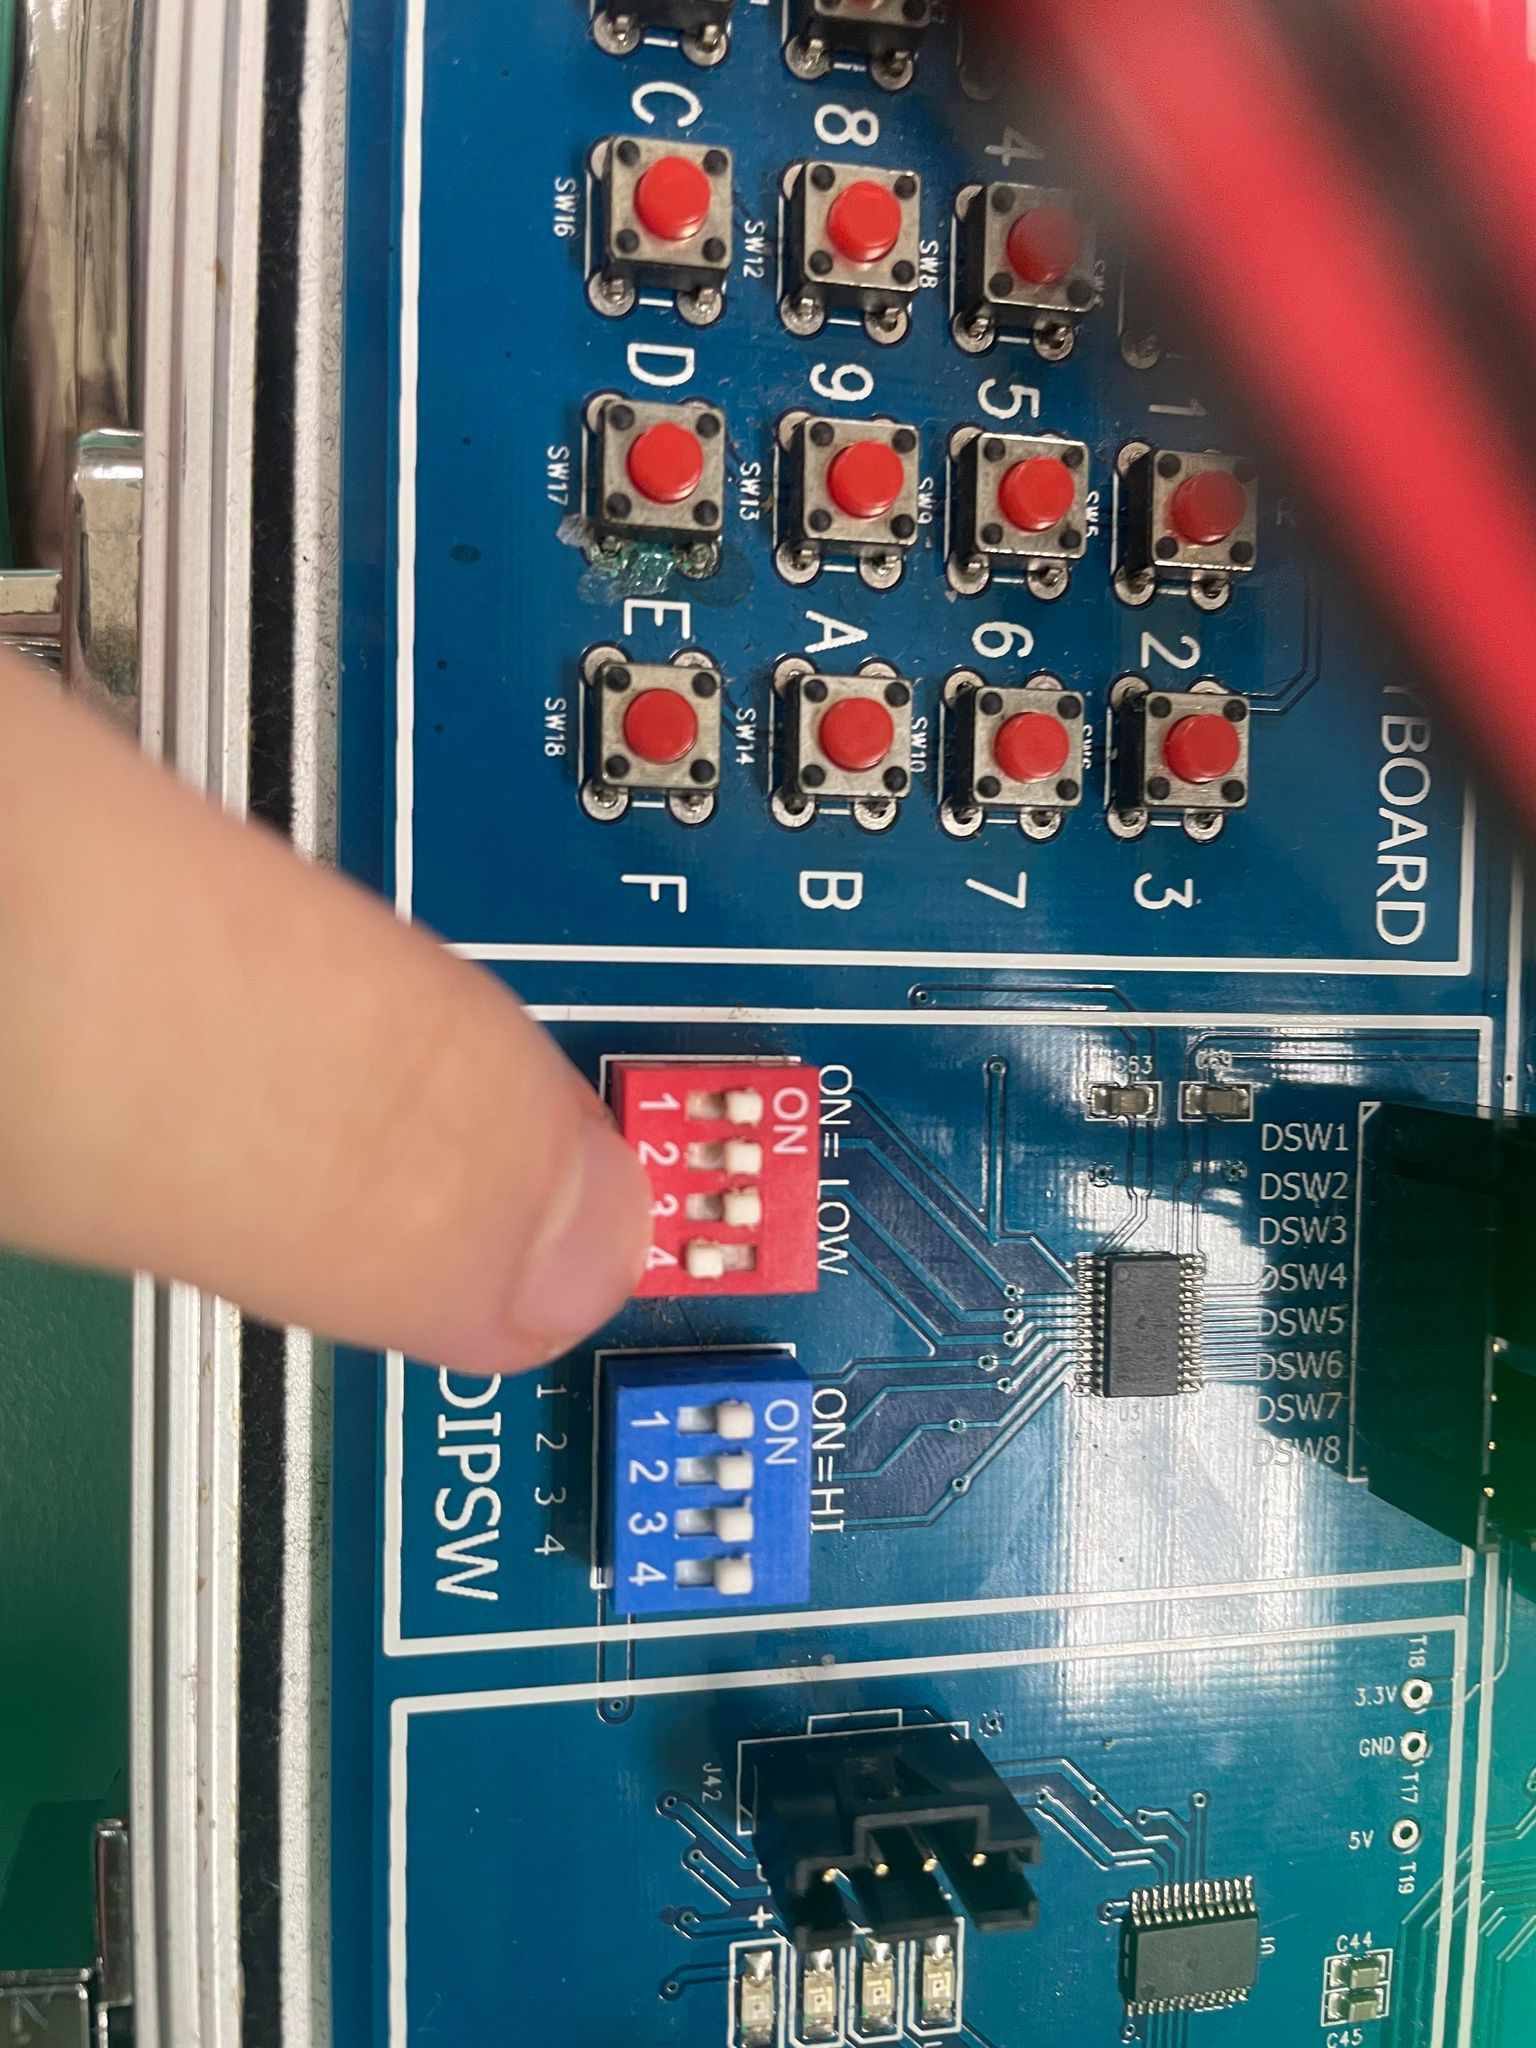 C
8
4
SW16
SW12
SW8
D
9
5
1
SW17
SW13
SW9
SW5
E
A
6
2
SW18
SW14
SW10
F
B
7
3
YBOARD
C63
C69
ON = LOW
ON
1 2 3 4
DSW1
DSW2
DSW3
DSW4
DSW5
DSW6
DSW7
DSW8
U3
ON=HI
ON
1 2 3 4
1 2 3 4
DIPSW
T18
3.3V
GND
T17
5V
T19
J42
+
U1
C44
C45